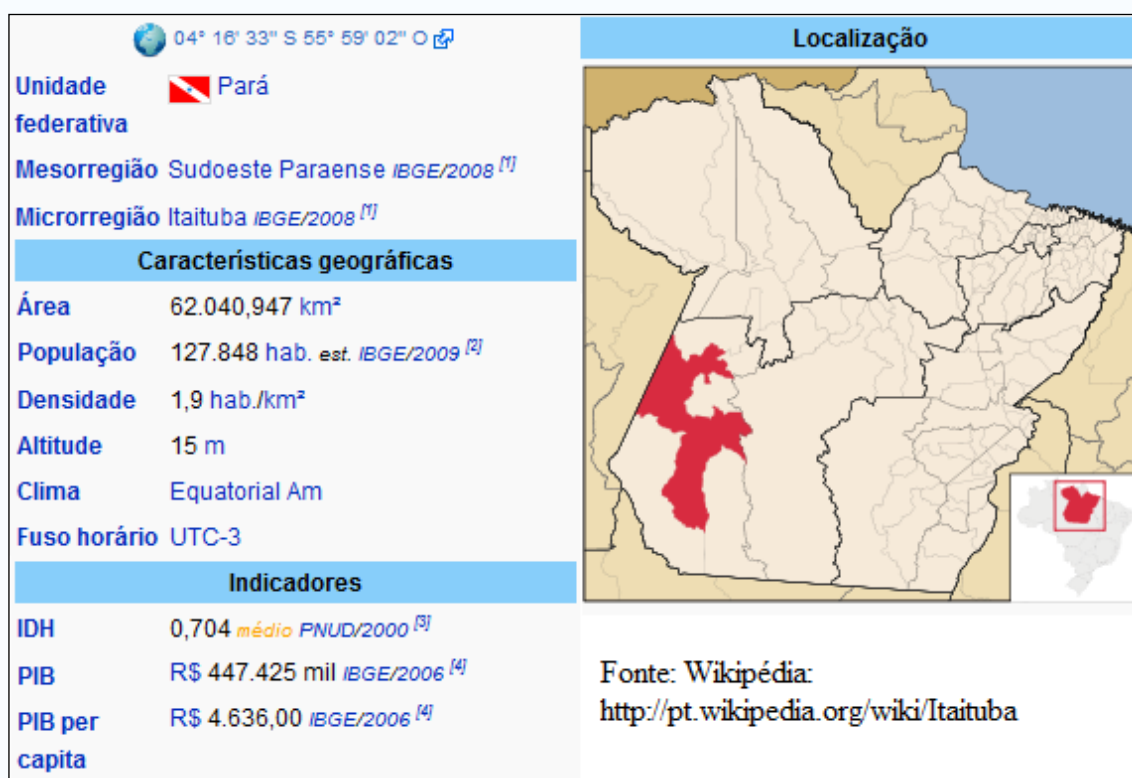 04° 16' 33" S 55° 59' 02" O
Unidade federativa Pará
Mesorregião Sudoeste Paraense IBGE/2008 [1]
Microrregião Itaituba IBGE/2008 [1]
Características geográficas
Área 62.040,947 km²
População 127.848 hab. est. IBGE/2009 [2]
Densidade 1,9 hab./km²
Altitude 15 m
Clima Equatorial Am
Fuso horário UTC-3
Indicadores
IDH 0,704 médio PNUD/2000 [3]
PIB R$ 447.425 mil IBGE/2006 [4]
PIB per capita R$ 4.636,00 IBGE/2006 [4]
Localização
Fonte: Wikipédia:
http://pt.wikipedia.org/wiki/Itaituba